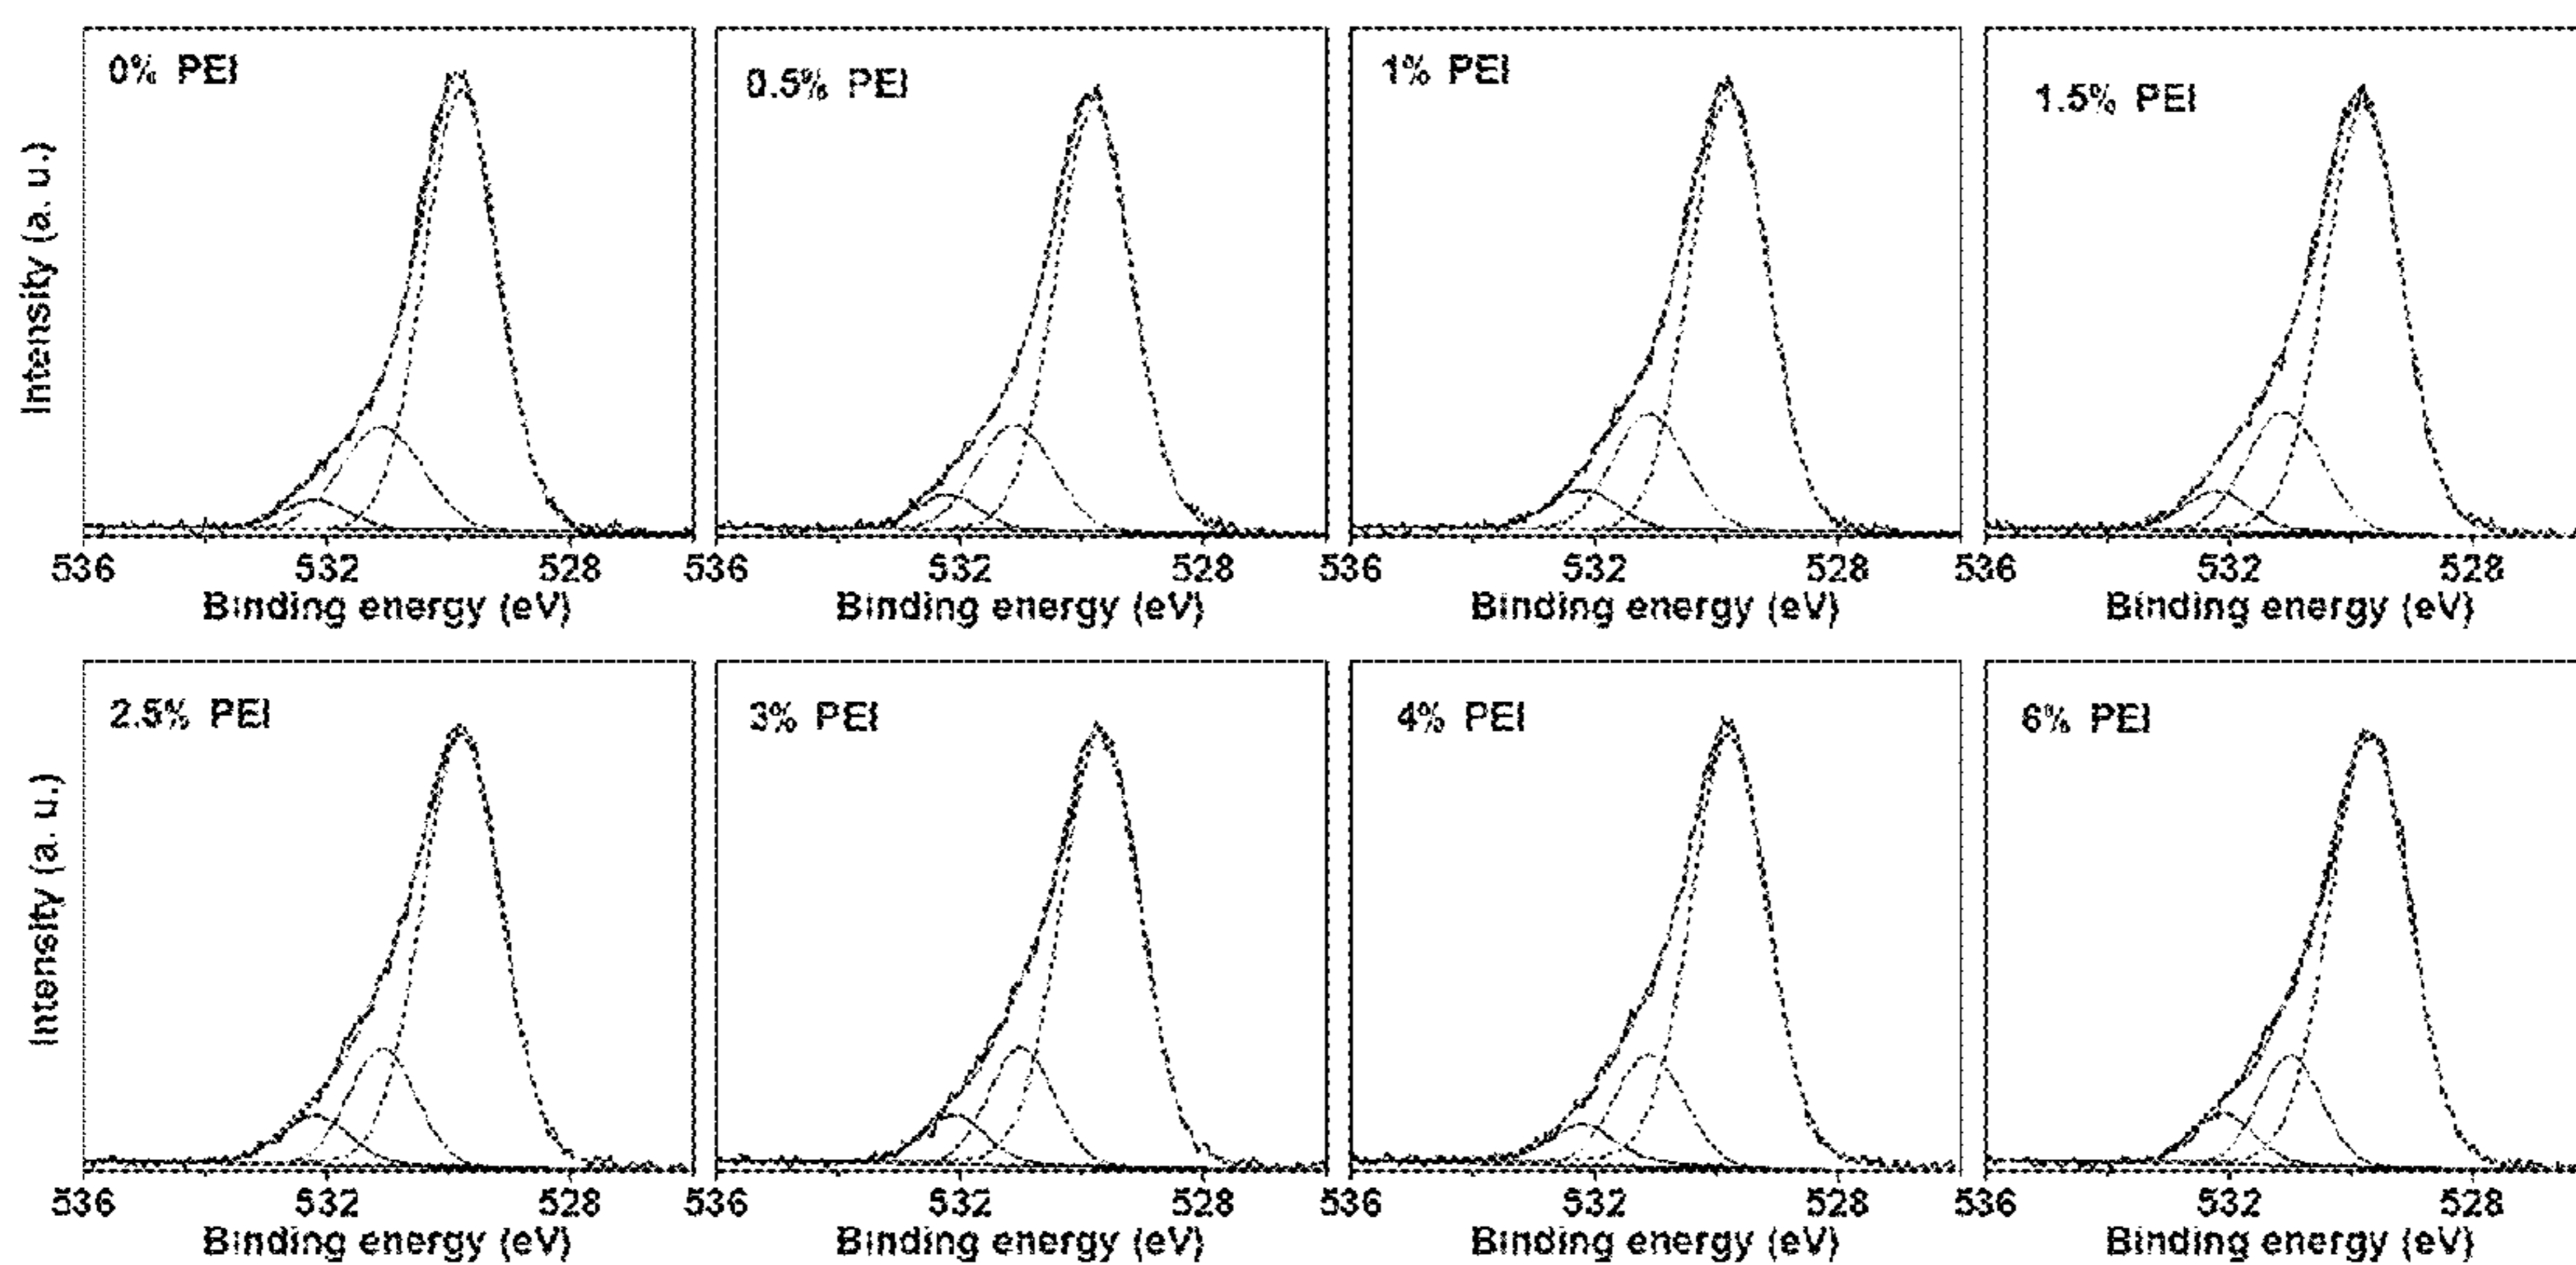 0% PEI
0.5% PEI
1% PEI
1.5% PEI
Intensity (a. u.)
536 532 528 536 532 528 536 532 528 536 532 528
Binding energy (eV) Binding energy (eV) Binding energy (eV) Binding energy (eV)
2.5% PEI
3% PEI
4% PEI
6% PEI
Intensity (a. u.)
536 532 528 536 532 528 536 532 528 536 532 528
Binding energy (eV) Binding energy (eV) Binding energy (eV) Binding energy (eV)